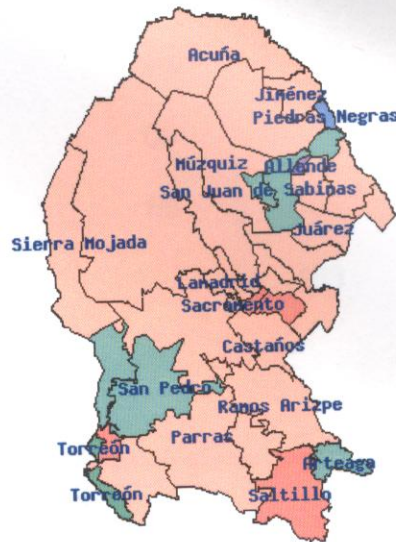 Acuña
Jiménez
Piedras Negras
Múzquiz
Allende
San Juan de Sabinas
Juárez
Sierra Mojada
Lamadrid
Sacramento
Castaños
San Pedro
Ramos Arizpe
Parras
Torreón
Arteaga
Torreón
Saltillo